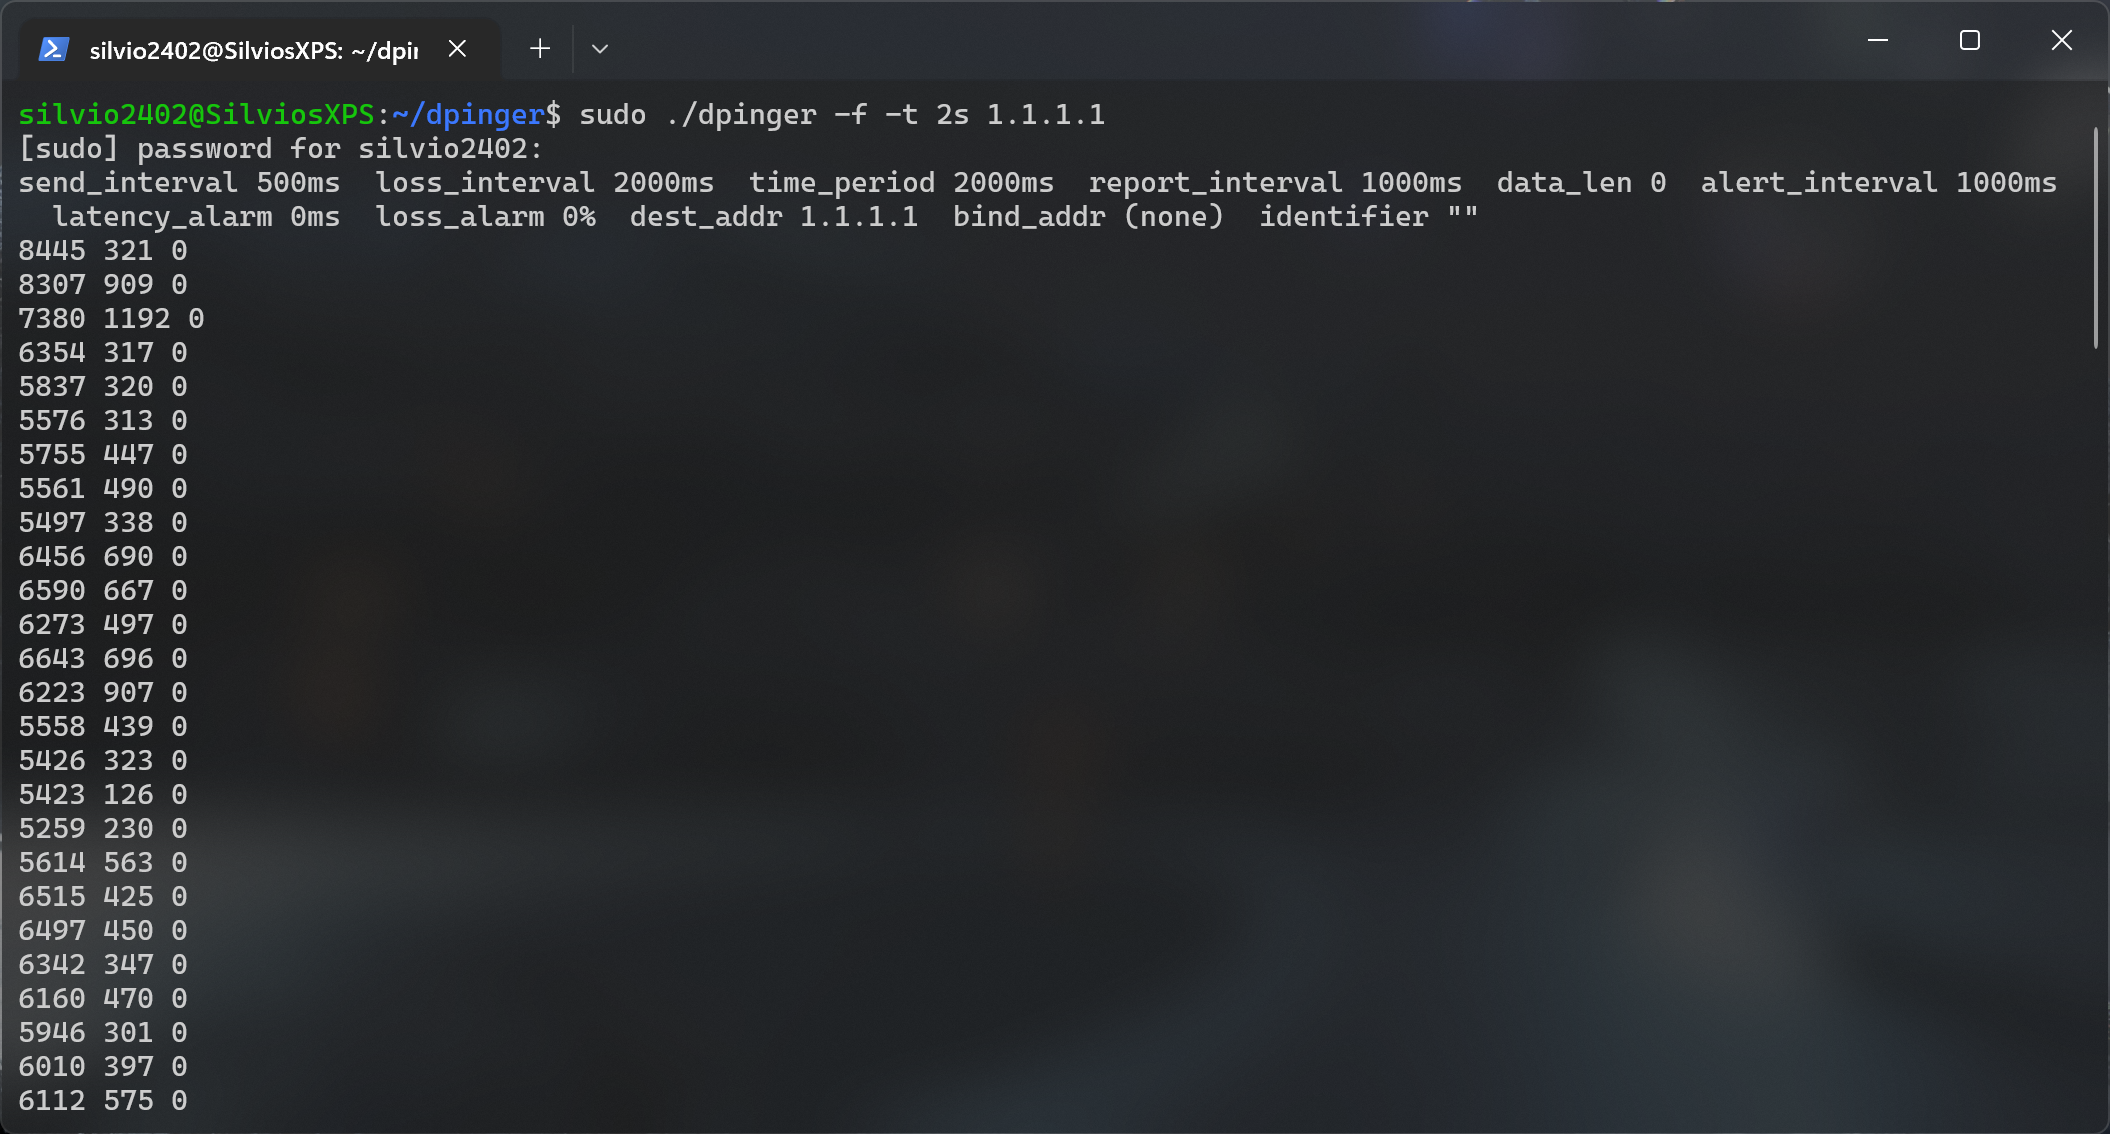 silvio2402@SilviosXPS: ~/dpin
silvio2402@SilviosXPS:~/dpinger$ sudo ./dpinger -f -t 2s 1.1.1.1
[sudo] password for silvio2402:
send_interval 500ms  loss_interval 2000ms  time_period 2000ms  report_interval 1000ms  data_len 0  alert_interval 1000ms
  latency_alarm 0ms  loss_alarm 0%  dest_addr 1.1.1.1  bind_addr (none)  identifier ""
8445 321 0
8307 909 0
7380 1192 0
6354 317 0
5837 320 0
5576 313 0
5755 447 0
5561 490 0
5497 338 0
6456 690 0
6590 667 0
6273 497 0
6643 696 0
6223 907 0
5558 439 0
5426 323 0
5423 126 0
5259 230 0
5614 563 0
6515 425 0
6497 450 0
6342 347 0
6160 470 0
5946 301 0
6010 397 0
6112 575 0